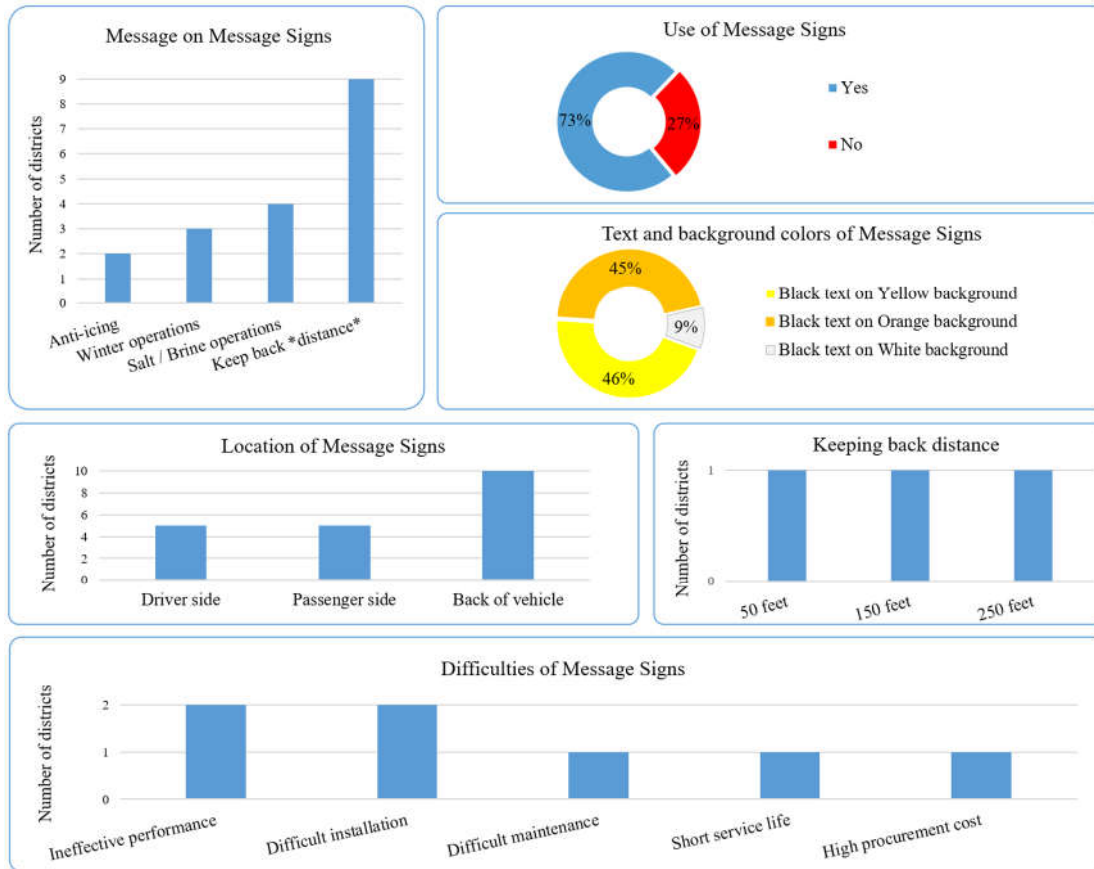 Message on Message Signs
Number of districts
9
8
7
6
5
4
3
2
1
0
Anti-icing
Winter operations
Salt / Brine operations
Keep back *distance*
Use of Message Signs
73%
27%
Yes
No
Text and background colors of Message Signs
45%
9%
46%
Black text on Yellow background
Black text on Orange background
Black text on White background
Location of Message Signs
Number of districts
10
8
6
4
2
0
Driver side
Passenger side
Back of vehicle
Keeping back distance
Number of districts
1
0
50 feet
150 feet
250 feet
Difficulties of Message Signs
Number of districts
2
1
0
Ineffective performance
Difficult installation
Difficult maintenance
Short service life
High procurement cost